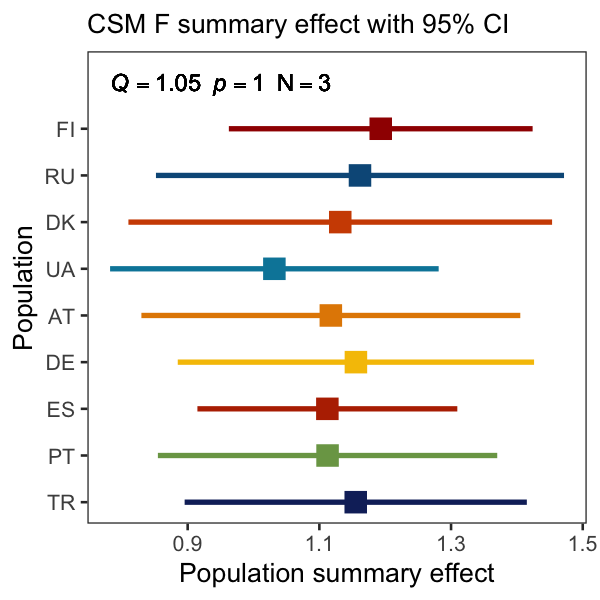 CSM F summary effect with 95% CI
Q = 1.05 p = 1 N = 3
FI
RU
DK
UA
AT
DE
ES
PT
TR
Population
0.9 1.1 1.3 1.5
Population summary effect